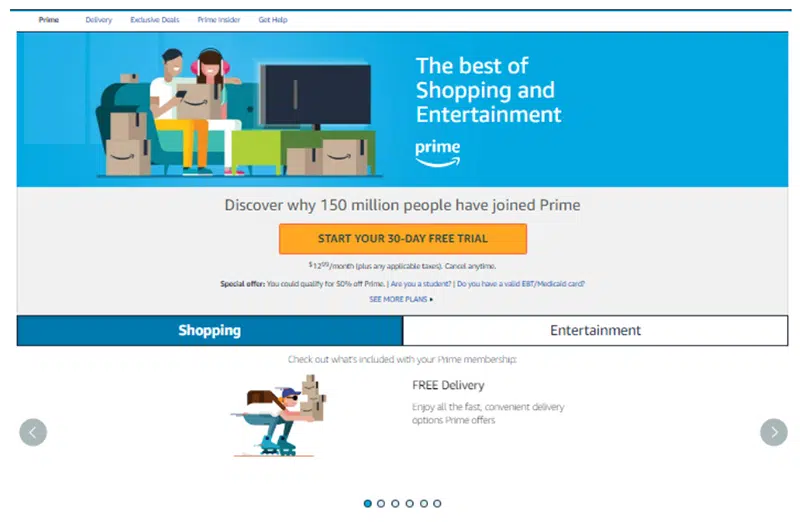 Prime Delivery Exclusive Deals Prime Insider Get Help
The best of
Shopping and
Entertainment
prime
Discover why 150 million people have joined Prime
START YOUR 30-DAY FREE TRIAL
$12⁹⁹/month (plus any applicable taxes). Cancel anytime.
Special offer: You could qualify for 50% off Prime. | Are you a student? | Do you have a valid EBT/Medicaid card?
SEE MORE PLANS ▸
Shopping Entertainment
Check out what's included with your Prime membership:
FREE Delivery
Enjoy all the fast, convenient delivery
options Prime offers